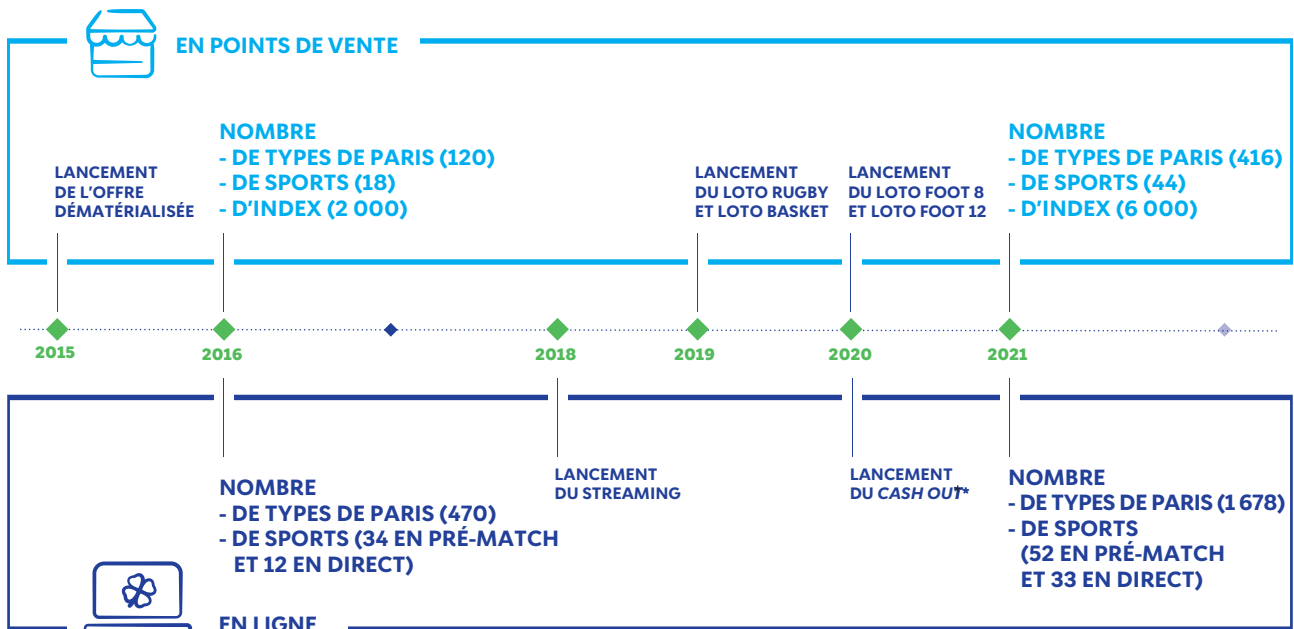 EN POINTS DE VENTE
LANCEMENT
DE L'OFFRE
DÉMATÉRIALISÉE
NOMBRE
- DE TYPES DE PARIS (120)
- DE SPORTS (18)
- D'INDEX (2 000)
LANCEMENT
DU LOTO RUGBY
ET LOTO BASKET
LANCEMENT
DU LOTO FOOT 8
ET LOTO FOOT 12
NOMBRE
- DE TYPES DE PARIS (416)
- DE SPORTS (44)
- D'INDEX (6 000)
2015
2016
2018
2019
2020
2021
NOMBRE
- DE TYPES DE PARIS (470)
- DE SPORTS (34 EN PRÉ-MATCH
ET 12 EN DIRECT)
LANCEMENT
DU STREAMING
LANCEMENT
DU CASH OUT*
NOMBRE
- DE TYPES DE PARIS (1 678)
- DE SPORTS
(52 EN PRÉ-MATCH
ET 33 EN DIRECT)
EN LIGNE